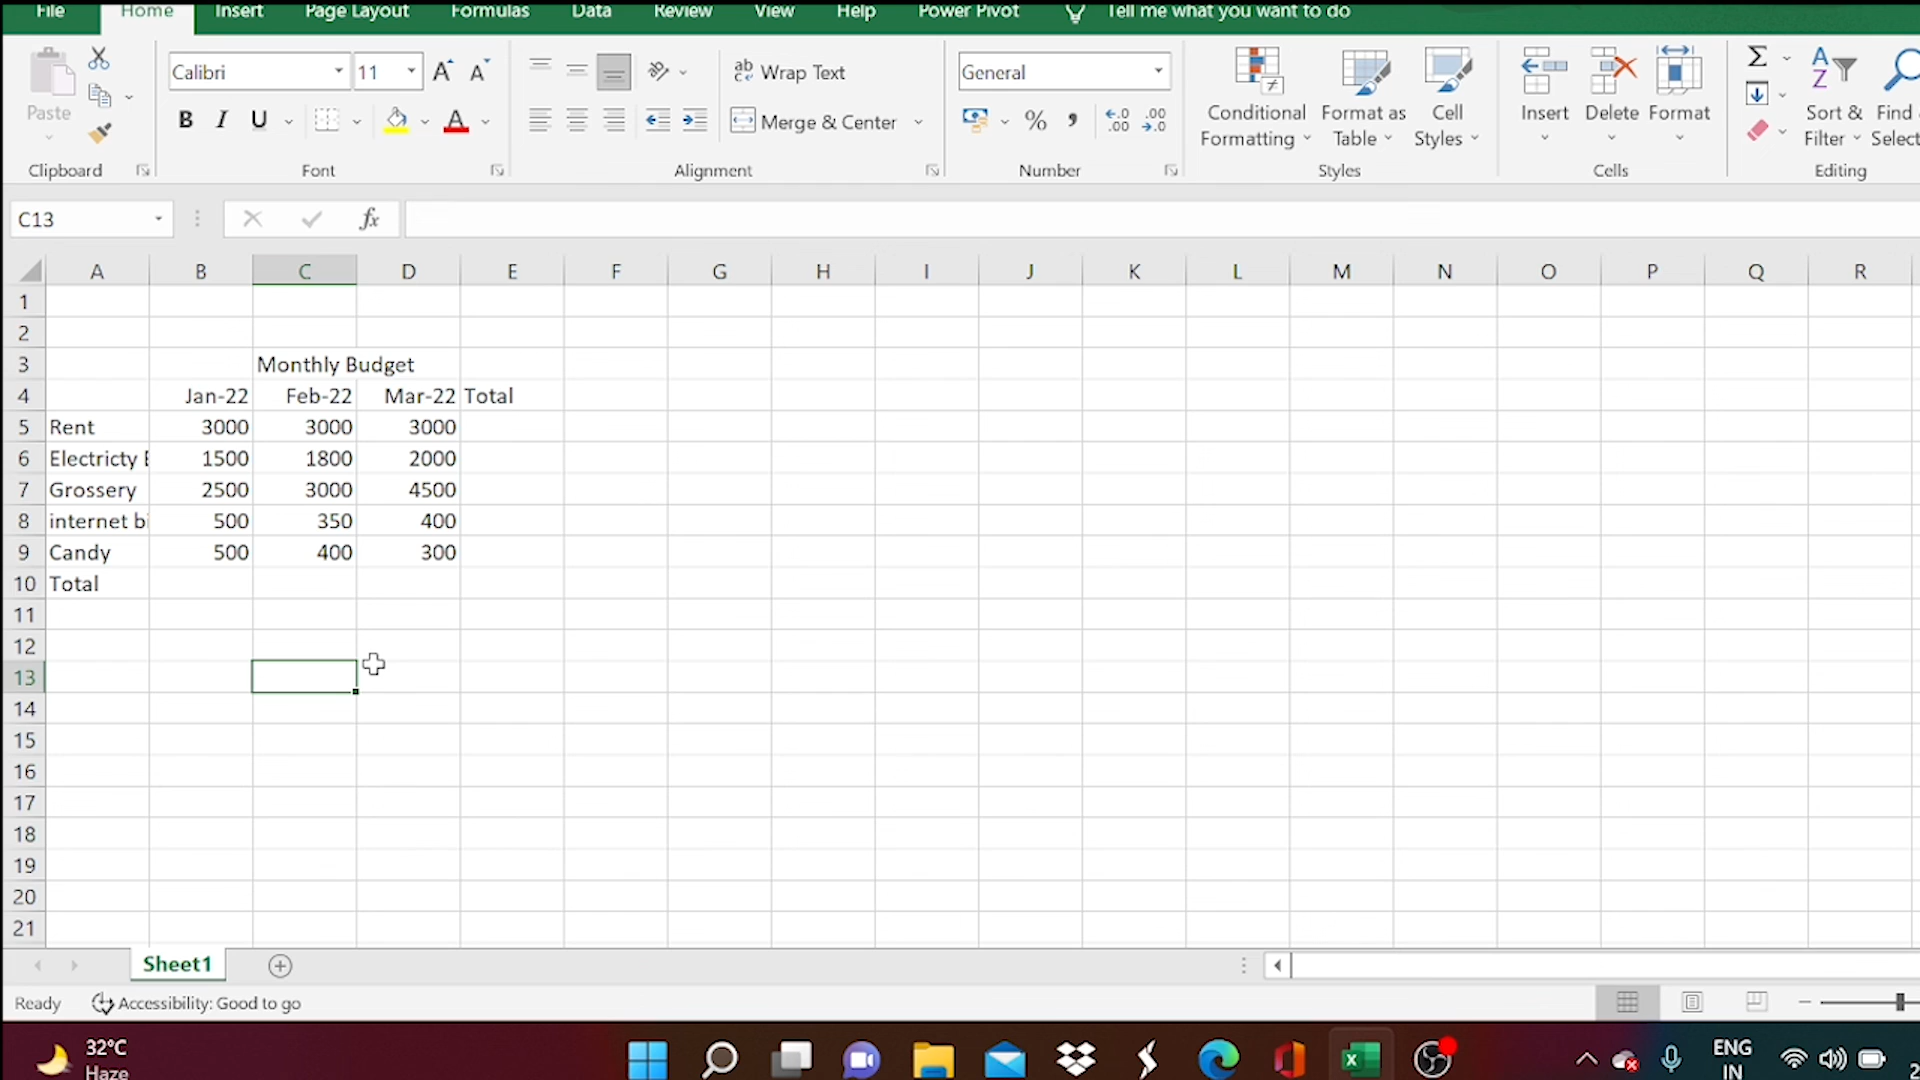 File Home Insert Page Layout Formulas Data Review View Help Power Pivot Tell me what you want to do
Paste
Clipboard
Calibri 11
B I U
Font
Wrap Text
Merge & Center
Alignment
General
% , .00 .00
Number
Conditional Formatting
Format as Table
Cell Styles
Styles
Insert Delete Format
Cells
Σ
Sort & Filter
Find
Select
Editing
C13 fx
A B C D E F G H I J K L M N O P Q R
1
2
3 Monthly Budget
4 Jan-22 Feb-22 Mar-22 Total
5 Rent 3000 3000 3000
6 Electricty 1500 1800 2000
7 Grossery 2500 3000 4500
8 internet bi 500 350 400
9 Candy 500 400 300
10 Total
11
12
13
14
15
16
17
18
19
20
21
Sheet1
Ready Accessibility: Good to go
32°C
Haze
ENG
IN